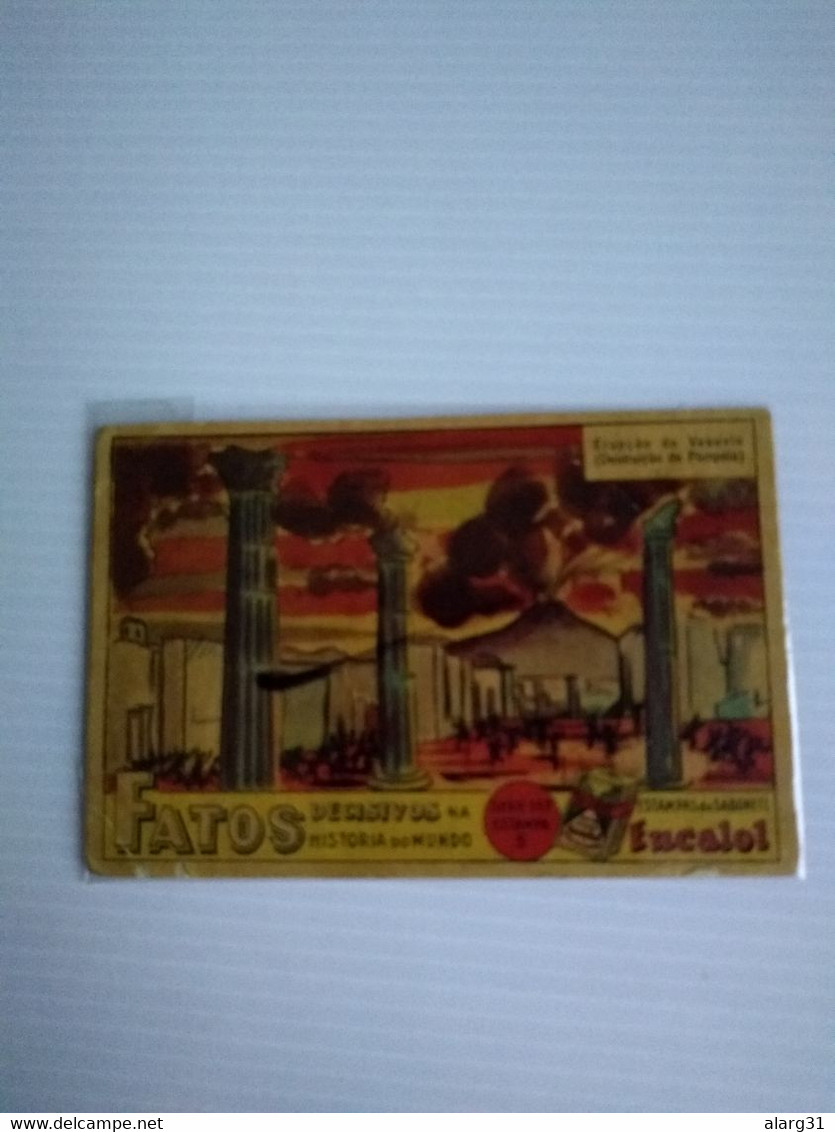 Erupção do Vesuvio
(Destruição de Pompeia)
FATOS DECISIVOS NA
HISTORIA DO MUNDO
ESTAMPA
ESTAMPAS do SABONETE
Eucalol
delcampe.net
alarg31